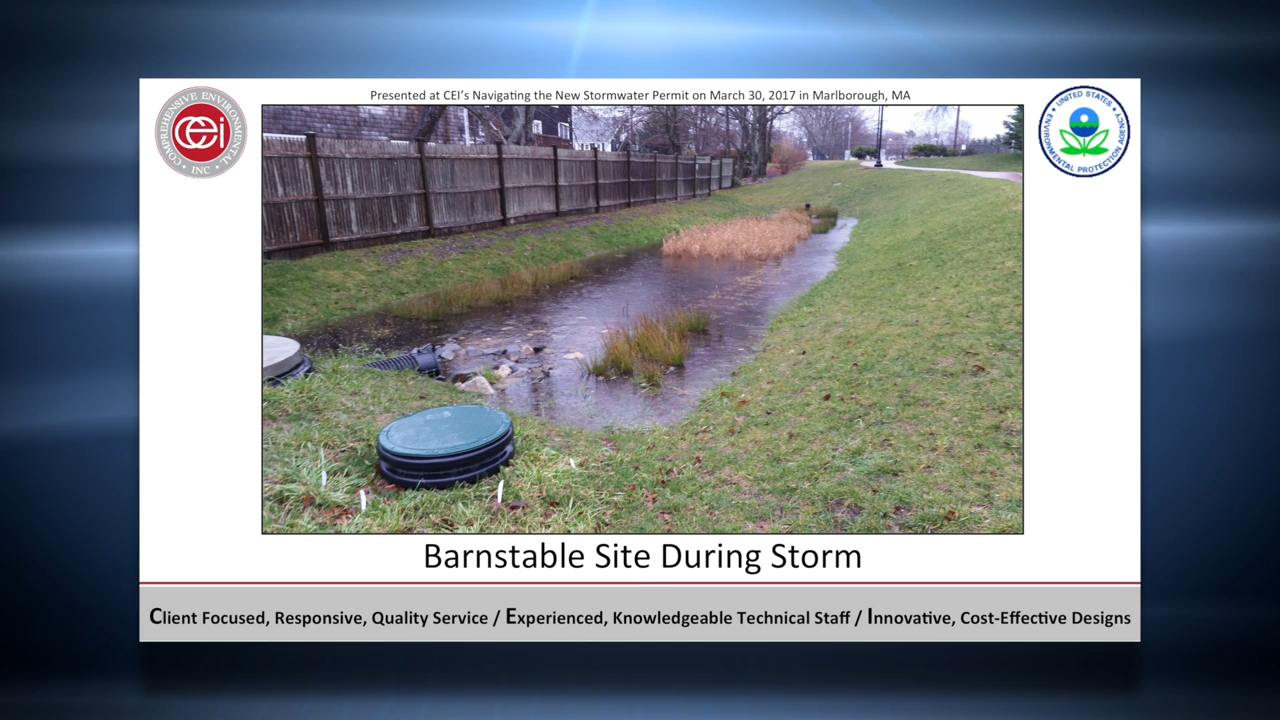 Presented at CEI's Navigating the New Stormwater Permit on March 30, 2017 in Marlborough, MA
COMPREHENSIVE ENVIRONMENTAL
INC
cei
UNITED STATES
ENVIRONMENTAL PROTECTION AGENCY
Barnstable Site During Storm
Client Focused, Responsive, Quality Service / Experienced, Knowledgeable Technical Staff / Innovative, Cost-Effective Designs